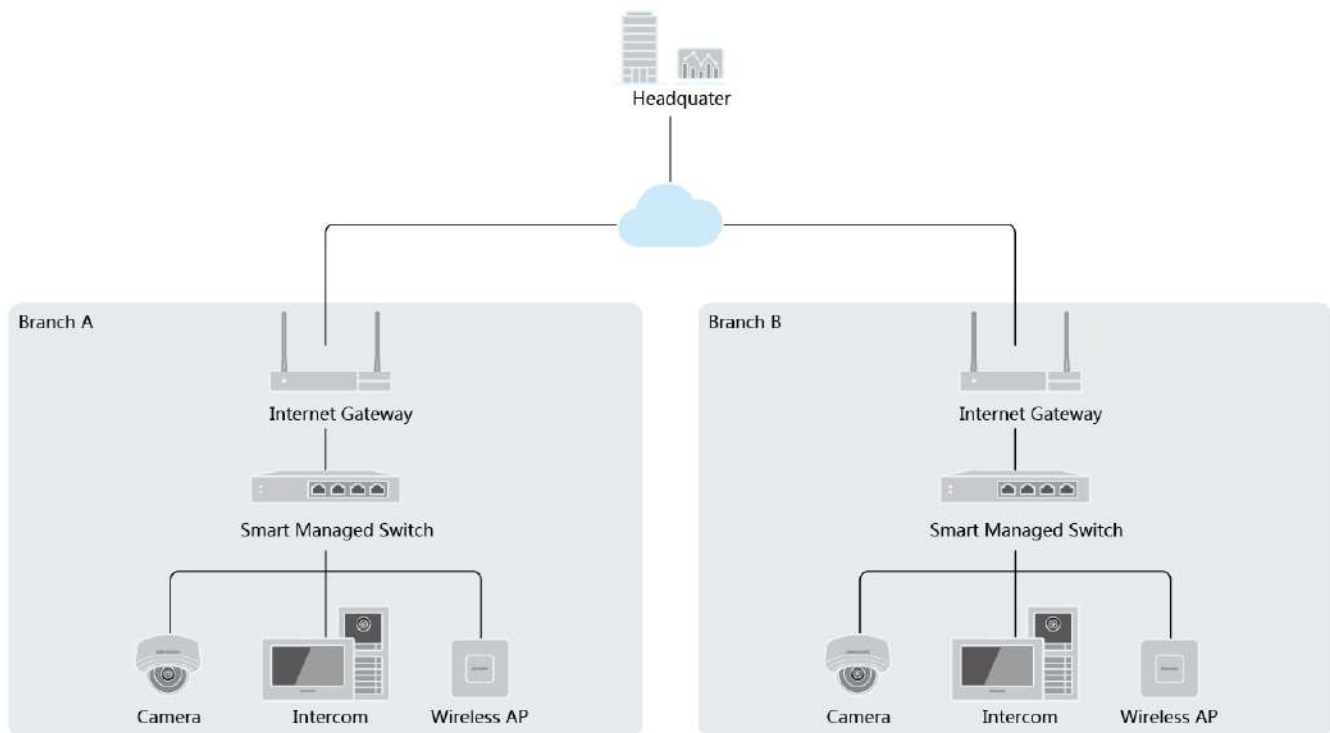 Headquater
Branch A
Branch B
Internet Gateway
Internet Gateway
Smart Managed Switch
Smart Managed Switch
Camera
Intercom
Wireless AP
Camera
Intercom
Wireless AP